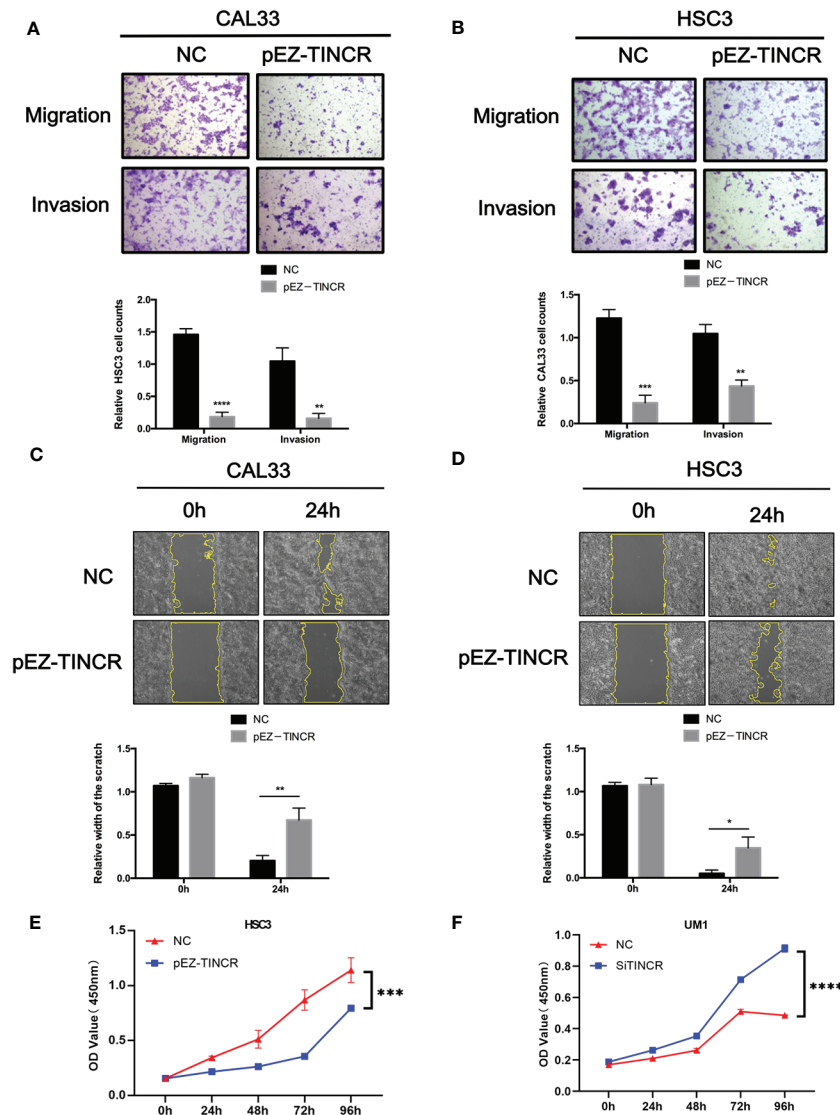 A
CAL33
NC pEZ-TINCR
Migration
Invasion
NC
pEZ−TINCR
Relative HSC3 cell counts
2.0
1.5
1.0
0.5
0.0
****
**
Migration Invasion
B
HSC3
NC pEZ-TINCR
Migration
Invasion
NC
pEZ−TINCR
Relative CAL33 cell counts
1.5
1.0
0.5
0.0
***
**
Migration Invasion
C
CAL33
0h 24h
NC
pEZ-TINCR
NC
pEZ−TINCR
Relative width of the scratch
1.5
1.0
0.5
0.0
**
0h 24h
D
HSC3
0h 24h
NC
pEZ-TINCR
NC
pEZ−TINCR
Relative width of the scratch
1.5
1.0
0.5
0.0
*
0h 24h
E
HSC3
NC
pEZ-TINCR
OD Value（450nm）
1.5
1.0
0.5
0.0
***
0h 24h 48h 72h 96h
F
UM1
NC
SiTINCR
OD Value（450nm）
1.0
0.8
0.6
0.4
0.2
0.0
****
0h 24h 48h 72h 96h